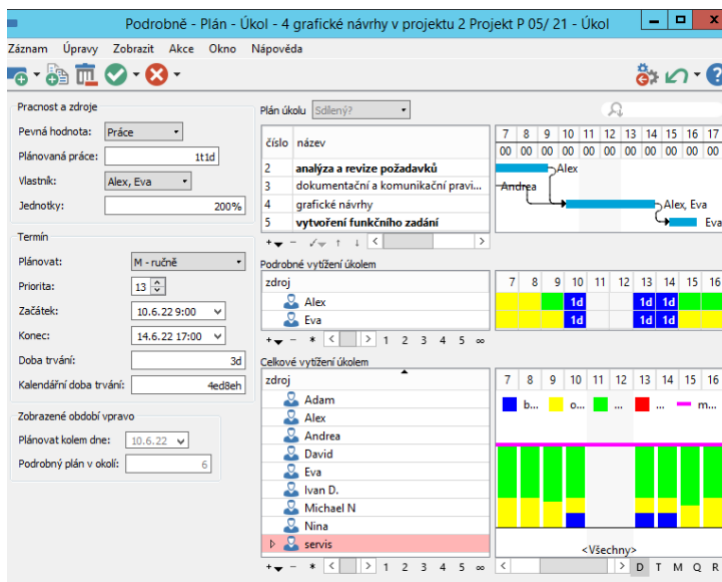 Podrobně - Plán - Úkol - 4 grafické návrhy v projektu 2 Projekt P 05/ 21 - Úkol
Záznam Úpravy Zobrazit Akce Okno Nápověda
Pracnost a zdroje
Pevná hodnota: Práce
Plánovaná práce: 1t1d
Vlastník: Alex, Eva
Jednotky: 200%
Termín
Plánovat: M - ručně
Priorita: 13
Začátek: 10.6.22 9:00
Konec: 14.6.22 17:00
Doba trvání: 3d
Kalendářní doba trvání: 4ed8eh
Zobrazené období vpravo
Plánovat kolem dne: 10.6.22
Podrobný plán v okolí: 6
Plán úkolu Sdílený?
číslo název
7 8 9 10 11 12 13 14 15 16 17
00 00 00 00 00 00 00 00 00 00 00
2 analýza a revize požadavků
Alex
3 dokumentační a komunikační pravi...
Andrea
4 grafické návrhy
Alex, Eva
5 vytvoření funkčního zadání
Eva
Podrobné vytížení úkolem
zdroj
7 8 9 10 11 12 13 14 15 16
Alex
1d 1d 1d
Eva
1d 1d 1d
1 2 3 4 5 ∞
Celkové vytížení úkolem
zdroj
7 8 9 10 11 12 13 14 15 16
b... o... ... ... m...
Adam
Alex
Andrea
David
Eva
Ivan D.
Michael N
Nina
servis
<Všechny>
1 2 3 4 5 ∞
D T M Q R